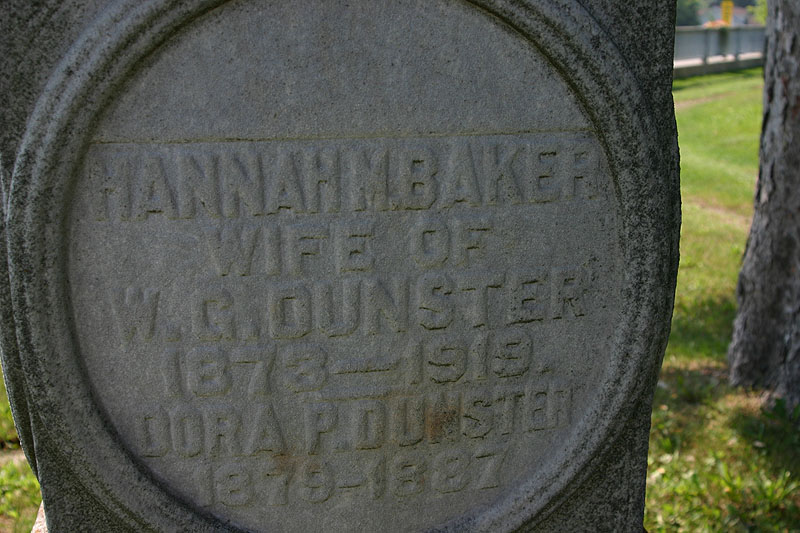 HANNAH M. BAKER
WIFE OF
W. G. DUNSTER
1873–1919.
DORA P. DUNSTER
1879–1887